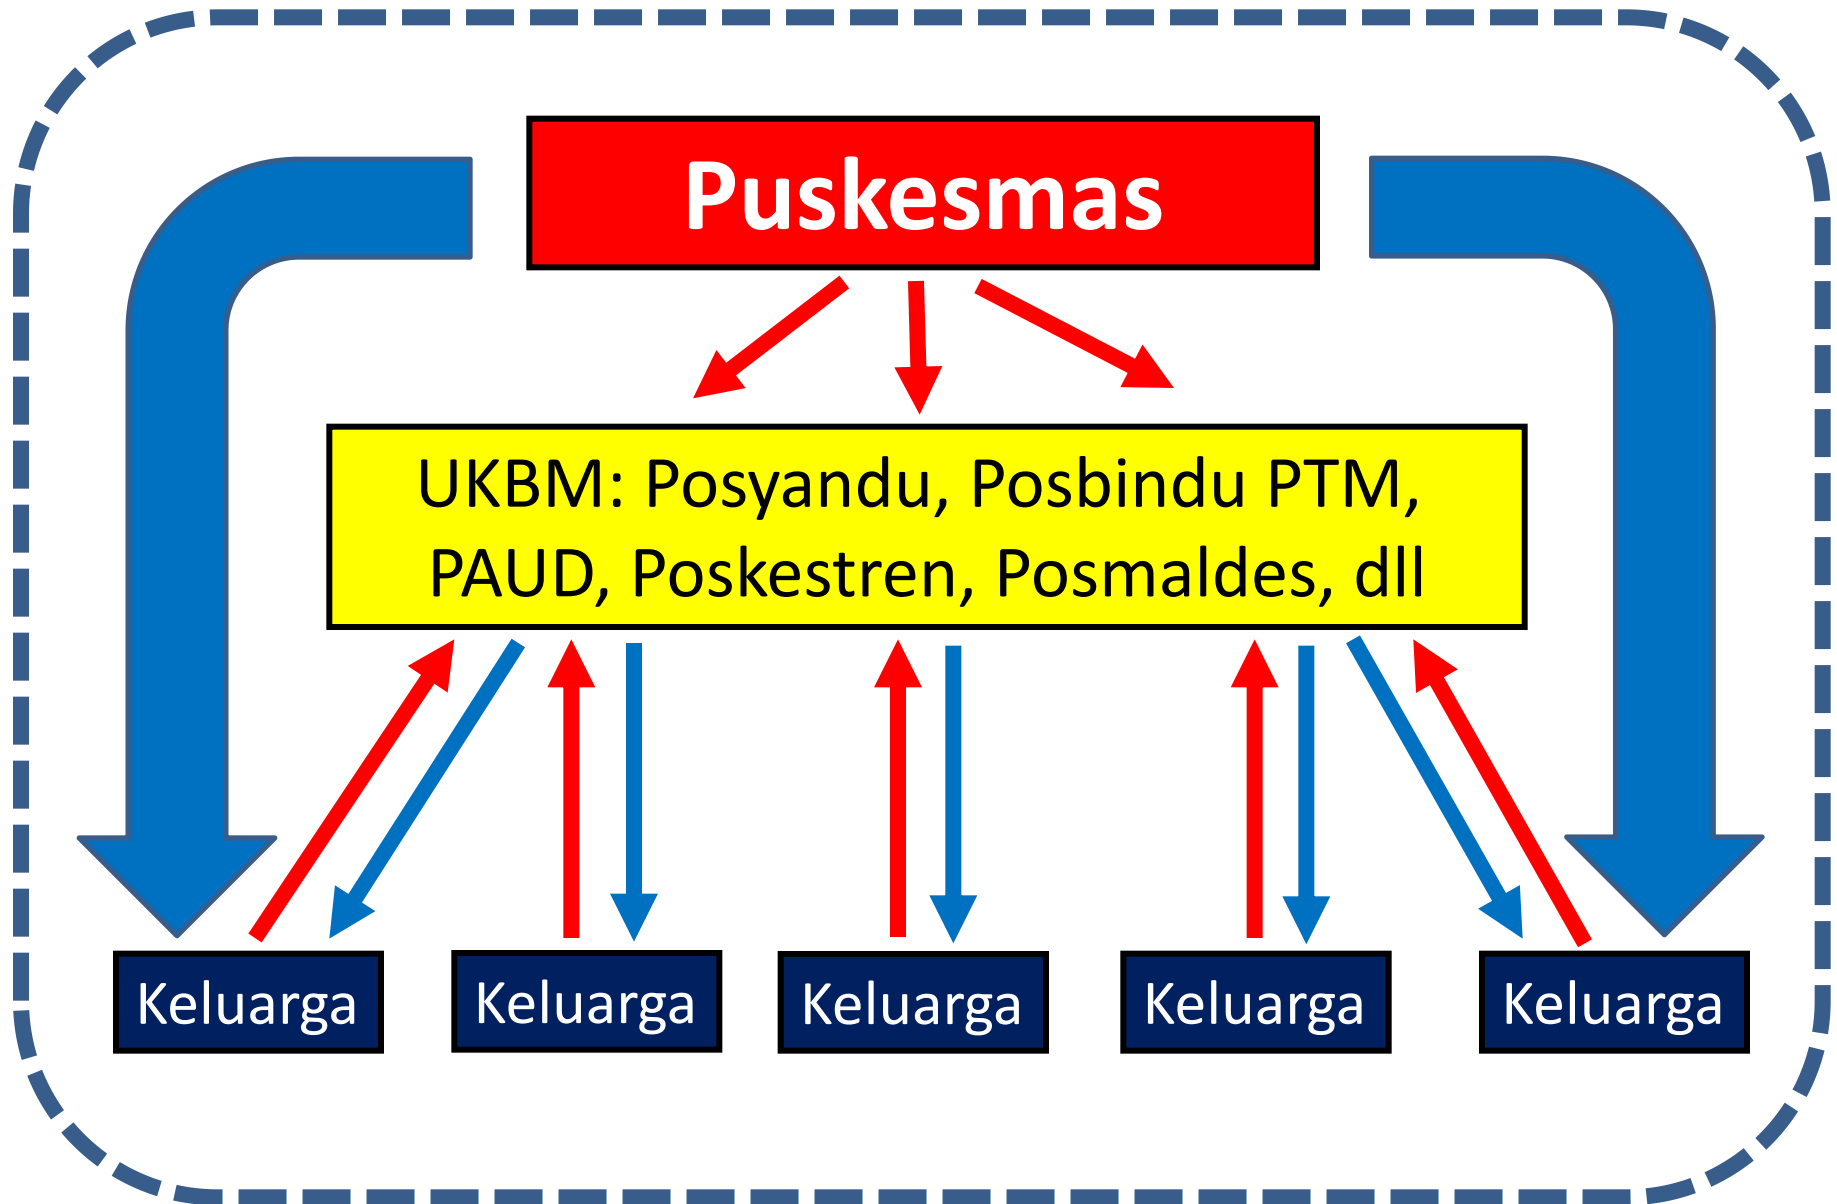 Puskesmas
UKBM: Posyandu, Posbindu PTM,
PAUD, Poskestren, Posmaldes, dll
Keluarga
Keluarga
Keluarga
Keluarga
Keluarga